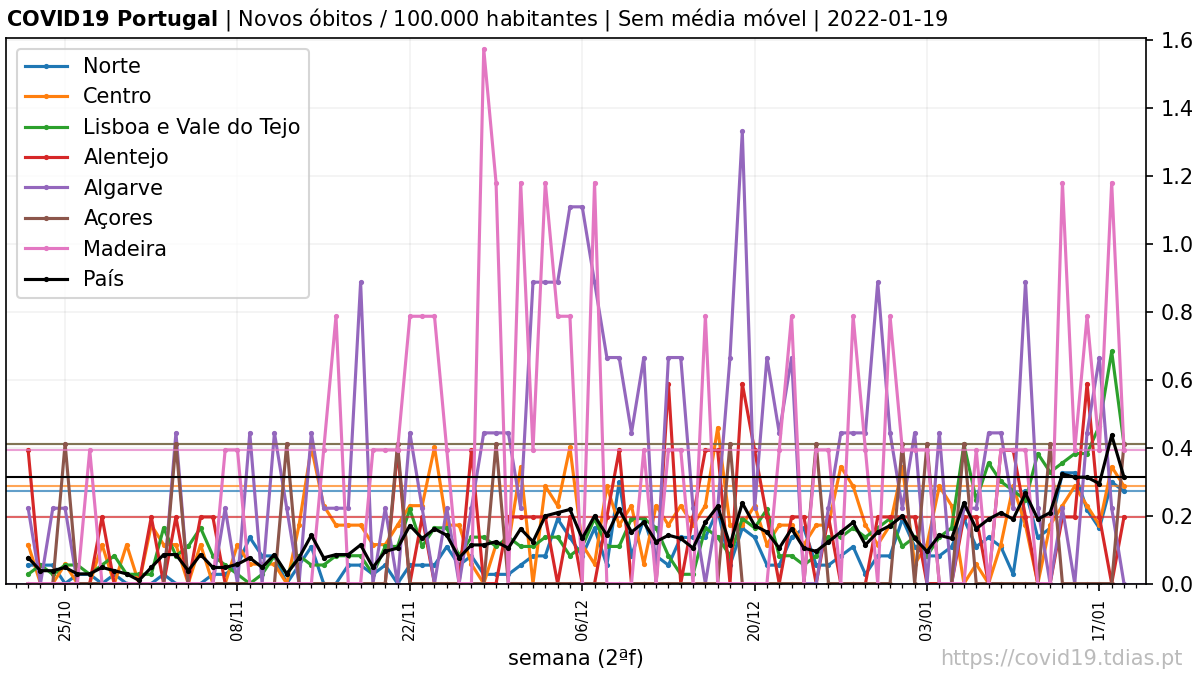 COVID19 Portugal | Novos óbitos / 100.000 habitantes | Sem média móvel | 2022-01-19
Norte
Centro
Lisboa e Vale do Tejo
Alentejo
Algarve
Açores
Madeira
País
1.6
1.4
1.2
1.0
0.8
0.6
0.4
0.2
0.0
25/10
08/11
22/11
06/12
20/12
03/01
17/01
semana (2ªf)
https://covid19.tdias.pt